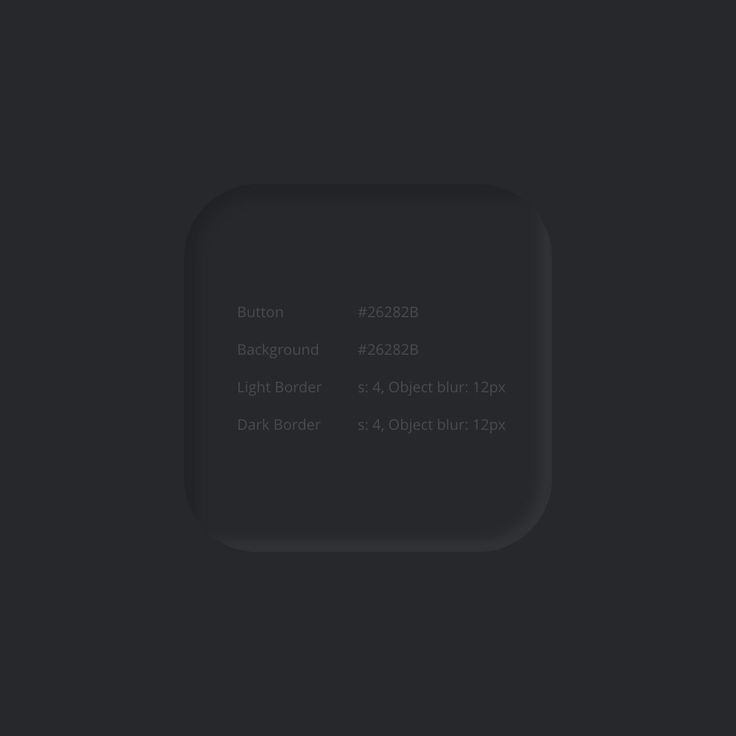 Button #26282B
Background #26282B
Light Border s: 4, Object blur: 12px
Dark Border s: 4, Object blur: 12px